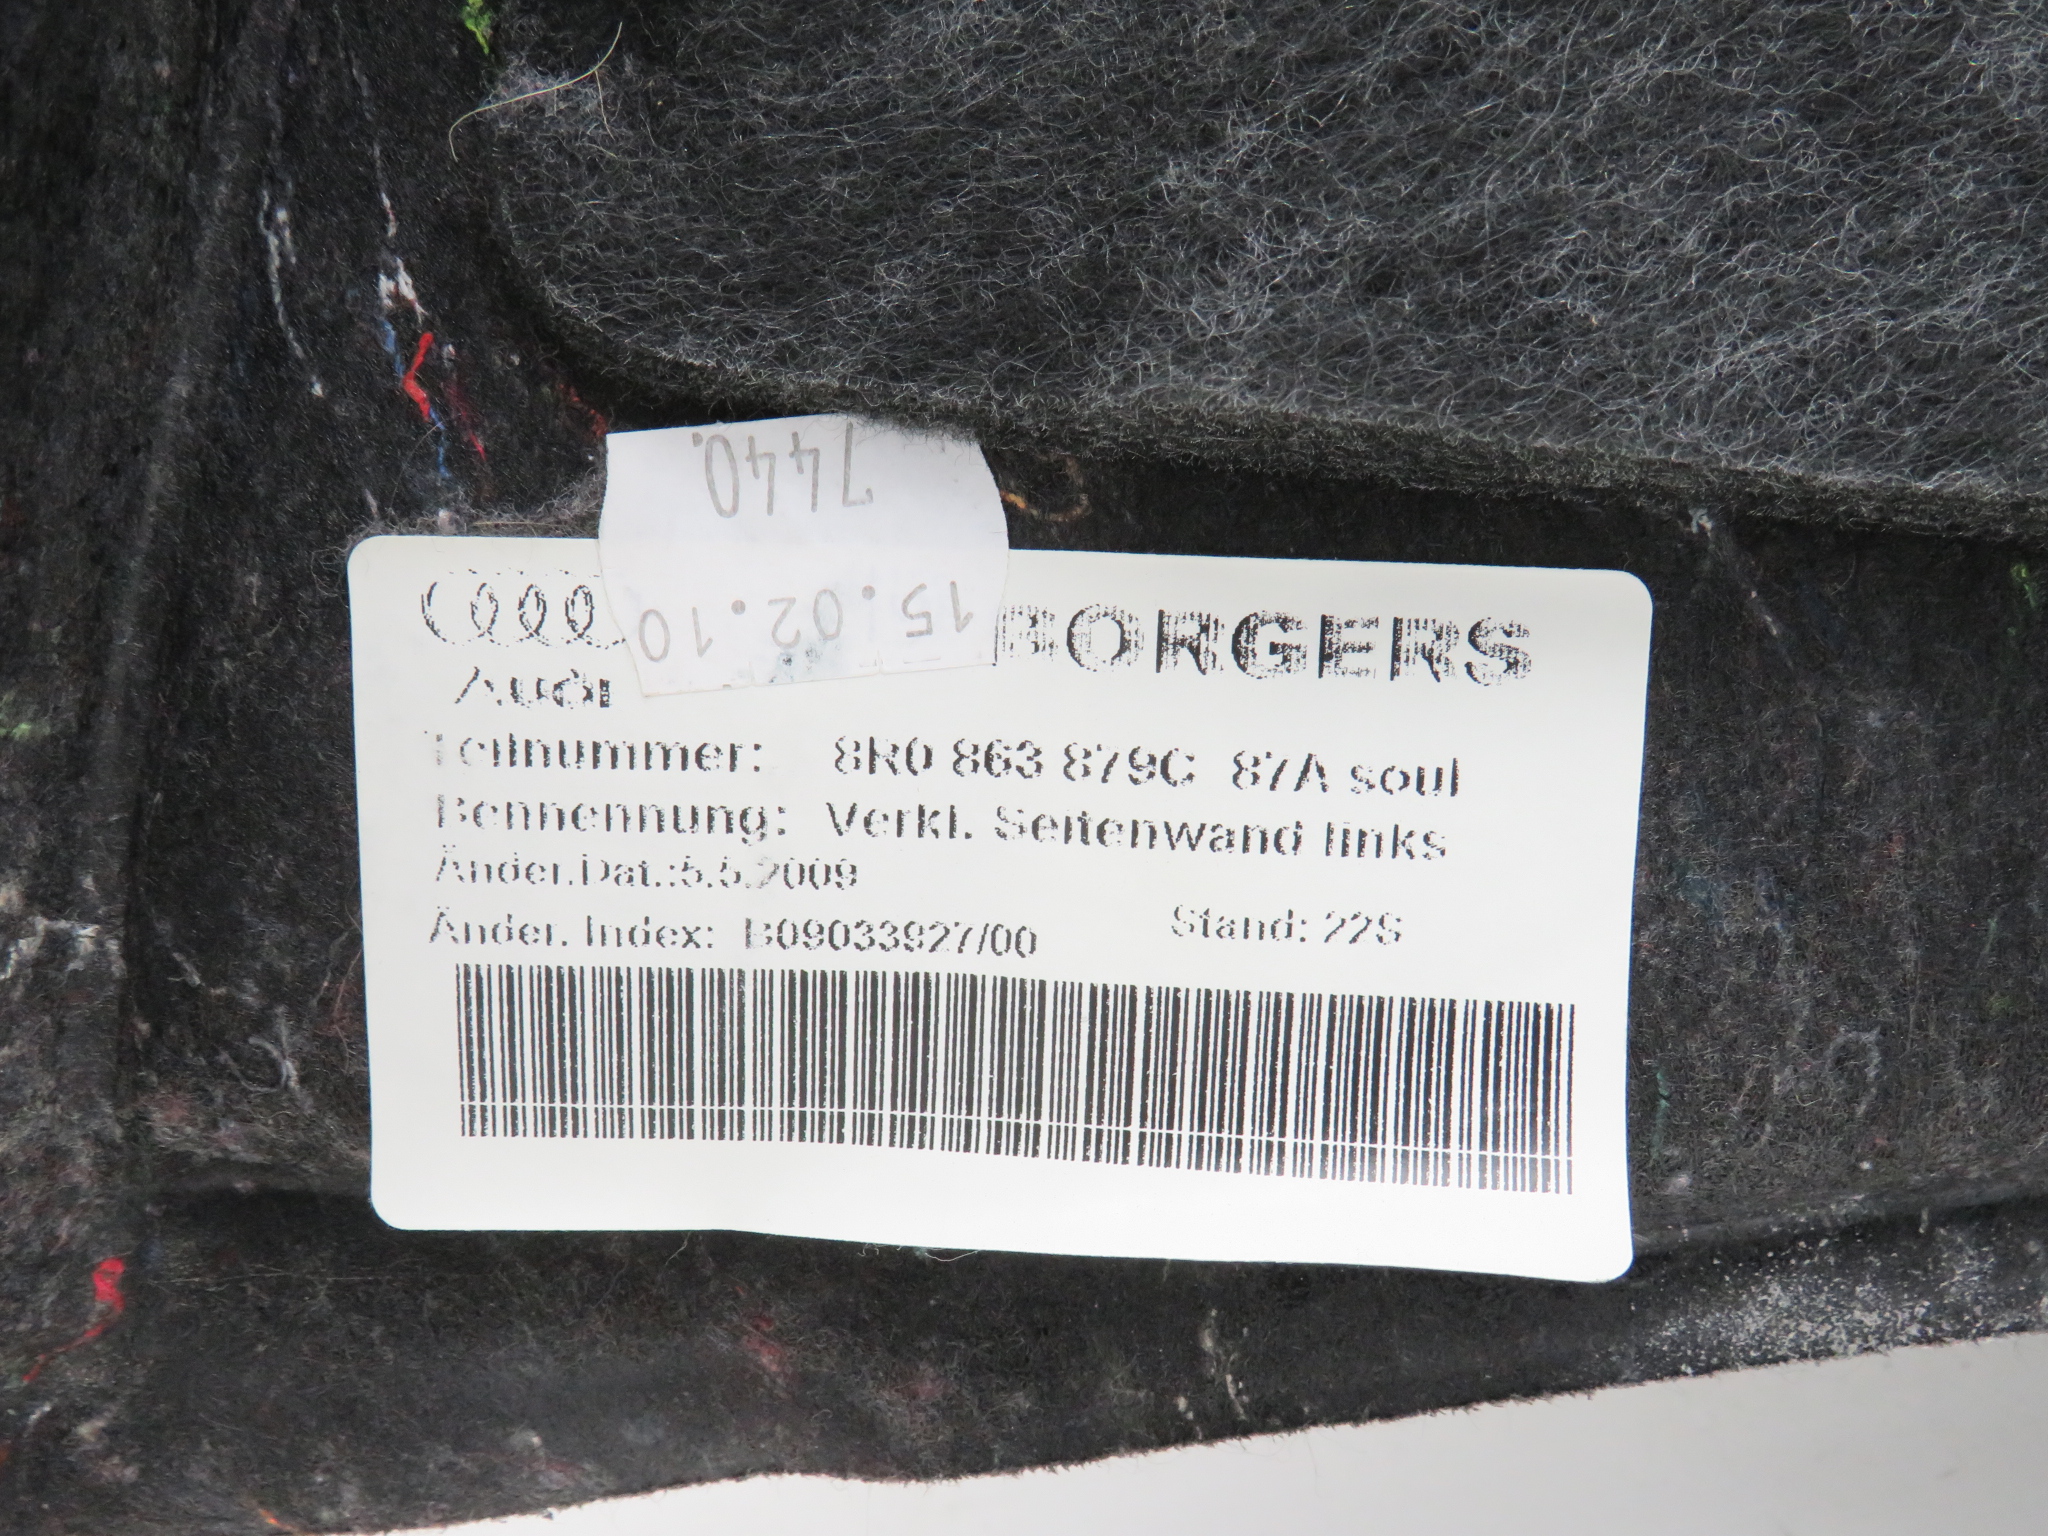 7440.
15.02.10
Audi
BORGERS
Teilnummer: 8R0 863 879C 87A soul
Bennennung: Verkl. Seitenwand links
Änder.Dat.:5.5.2009
Änder. Index: B09033927/00 Stand: 22S